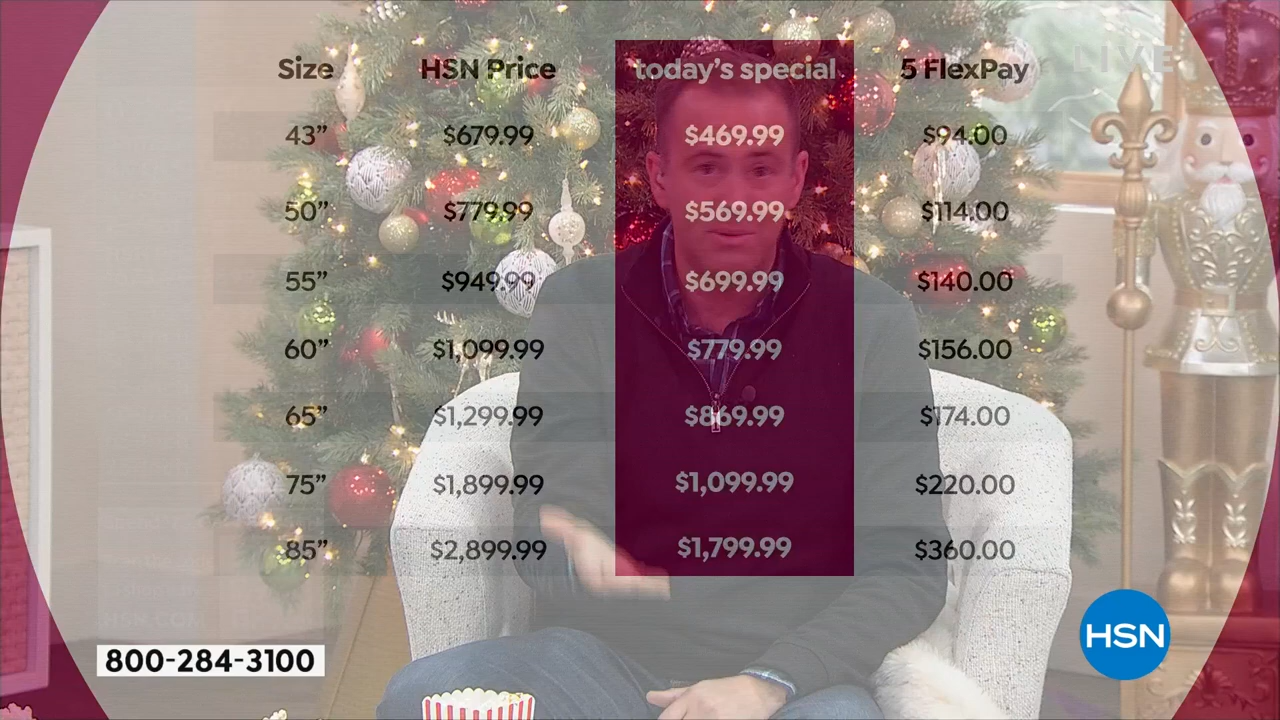 LIVE
Size HSN Price today's special 5 FlexPay
43” $679.99 $469.99 $94.00
50” $779.99 $569.99 $114.00
55” $949.99 $699.99 $140.00
60” $1,099.99 $779.99 $156.00
65” $1,299.99 $869.99 $174.00
75” $1,899.99 $1,099.99 $220.00
85” $2,899.99 $1,799.99 $360.00
HSN.COM
HSN
800-284-3100